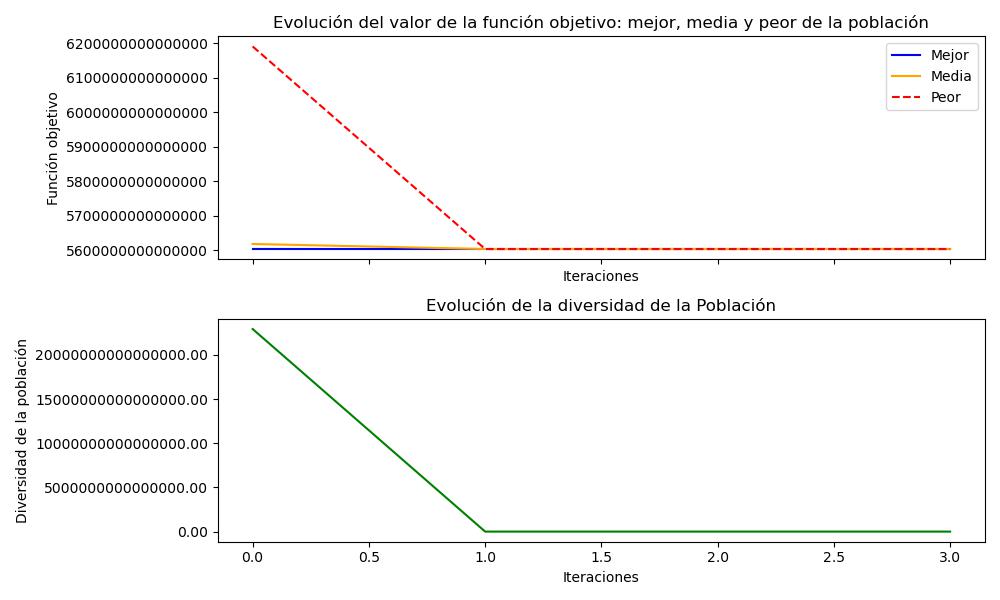 Evolución del valor de la función objetivo: mejor, media y peor de la población
6200000000000000
6100000000000000
6000000000000000
5900000000000000
5800000000000000
5700000000000000
5600000000000000
Función objetivo
Mejor
Media
Peor
Iteraciones
Evolución de la diversidad de la Población
20000000000000000.00
15000000000000000.00
10000000000000000.00
5000000000000000.00
0.00
Diversidad de la población
0.0 0.5 1.0 1.5 2.0 2.5 3.0
Iteraciones